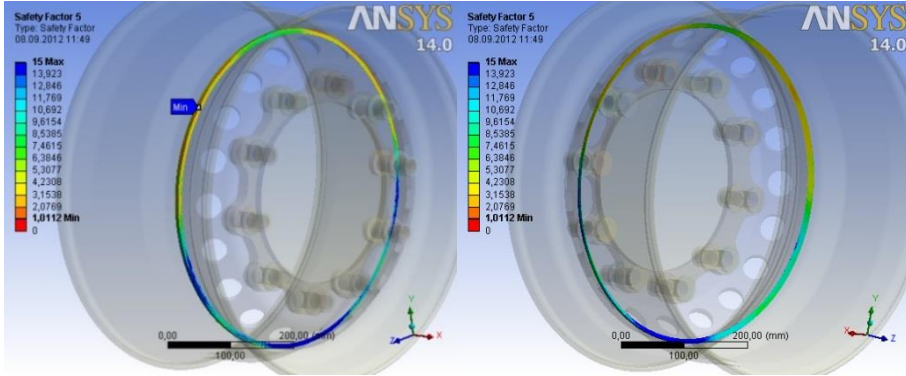 Safety Factor 5
Type: Safety Factor
08.09.2012 11:49
ANSYS
14.0
15 Max
13,923
12,846
11,769
10,692
9,6154
8,5385
7,4615
6,3846
5,3077
4,2308
3,1538
2,0769
1,0112 Min
0
Min
0,00
200,00 (mm)
100,00
Y
Z
X
Safety Factor 5
Type: Safety Factor
08.09.2012 11:49
ANSYS
14.0
15 Max
13,923
12,846
11,769
10,692
9,6154
8,5385
7,4615
6,3846
5,3077
4,2308
3,1538
2,0769
1,0112 Min
0
0,00
200,00 (mm)
100,00
Y
X
Z